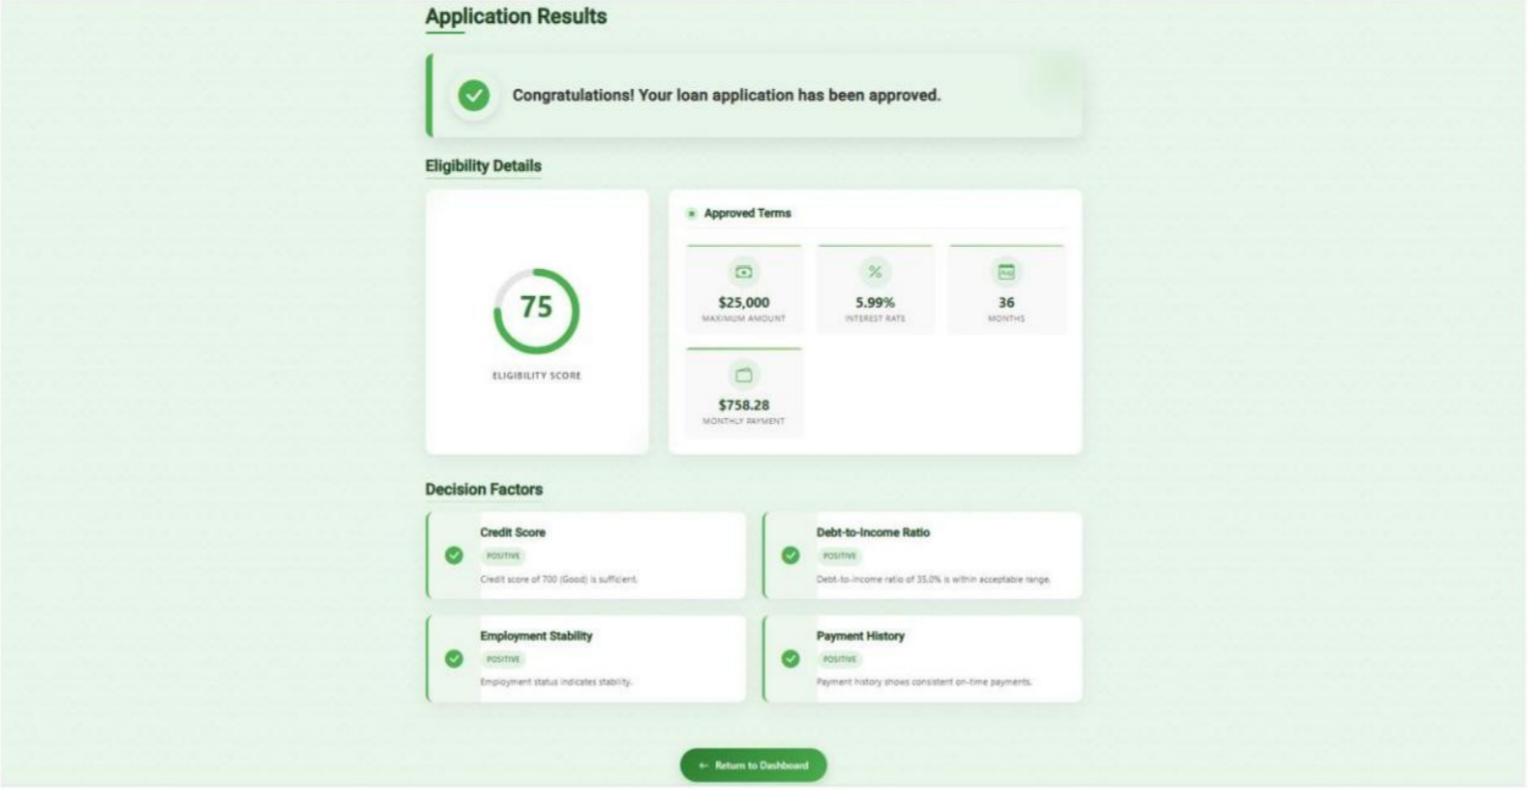 Application Results
Congratulations! Your loan application has been approved.
Eligibility Details
75
ELIGIBILITY SCORE
Approved Terms
$25,000
MAXIMUM AMOUNT
5.99%
INTEREST RATE
36
MONTHS
$758.28
MONTHLY PAYMENT
Decision Factors
Credit Score
POSITIVE
Credit score of 700 (Good) is sufficient.
Debt-to-Income Ratio
POSITIVE
Debt-to-income ratio of 35.0% is within acceptable range.
Employment Stability
POSITIVE
Employment status indicates stability.
Payment History
POSITIVE
Payment history shows consistent on-time payments.
← Return to Dashboard